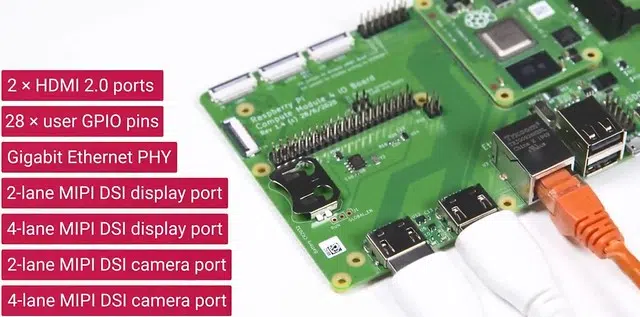 2 × HDMI 2.0 ports
28 × user GPIO pins
Gigabit Ethernet PHY
2-lane MIPI DSI display port
4-lane MIPI DSI display port
2-lane MIPI DSI camera port
4-lane MIPI DSI camera port
Raspberry Pi
Compute Module 4 IO Board